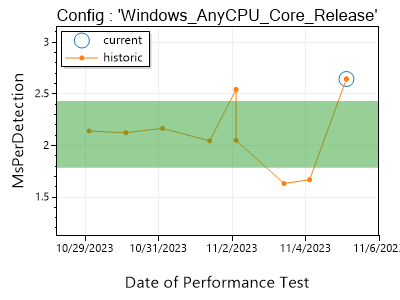 Config : 'Windows_AnyCPU_Core_Release'
current
historic
3
2.5
2
1.5
MsPerDetection
10/29/2023
10/31/2023
11/2/2023
11/4/2023
11/6/2023
Date of Performance Test